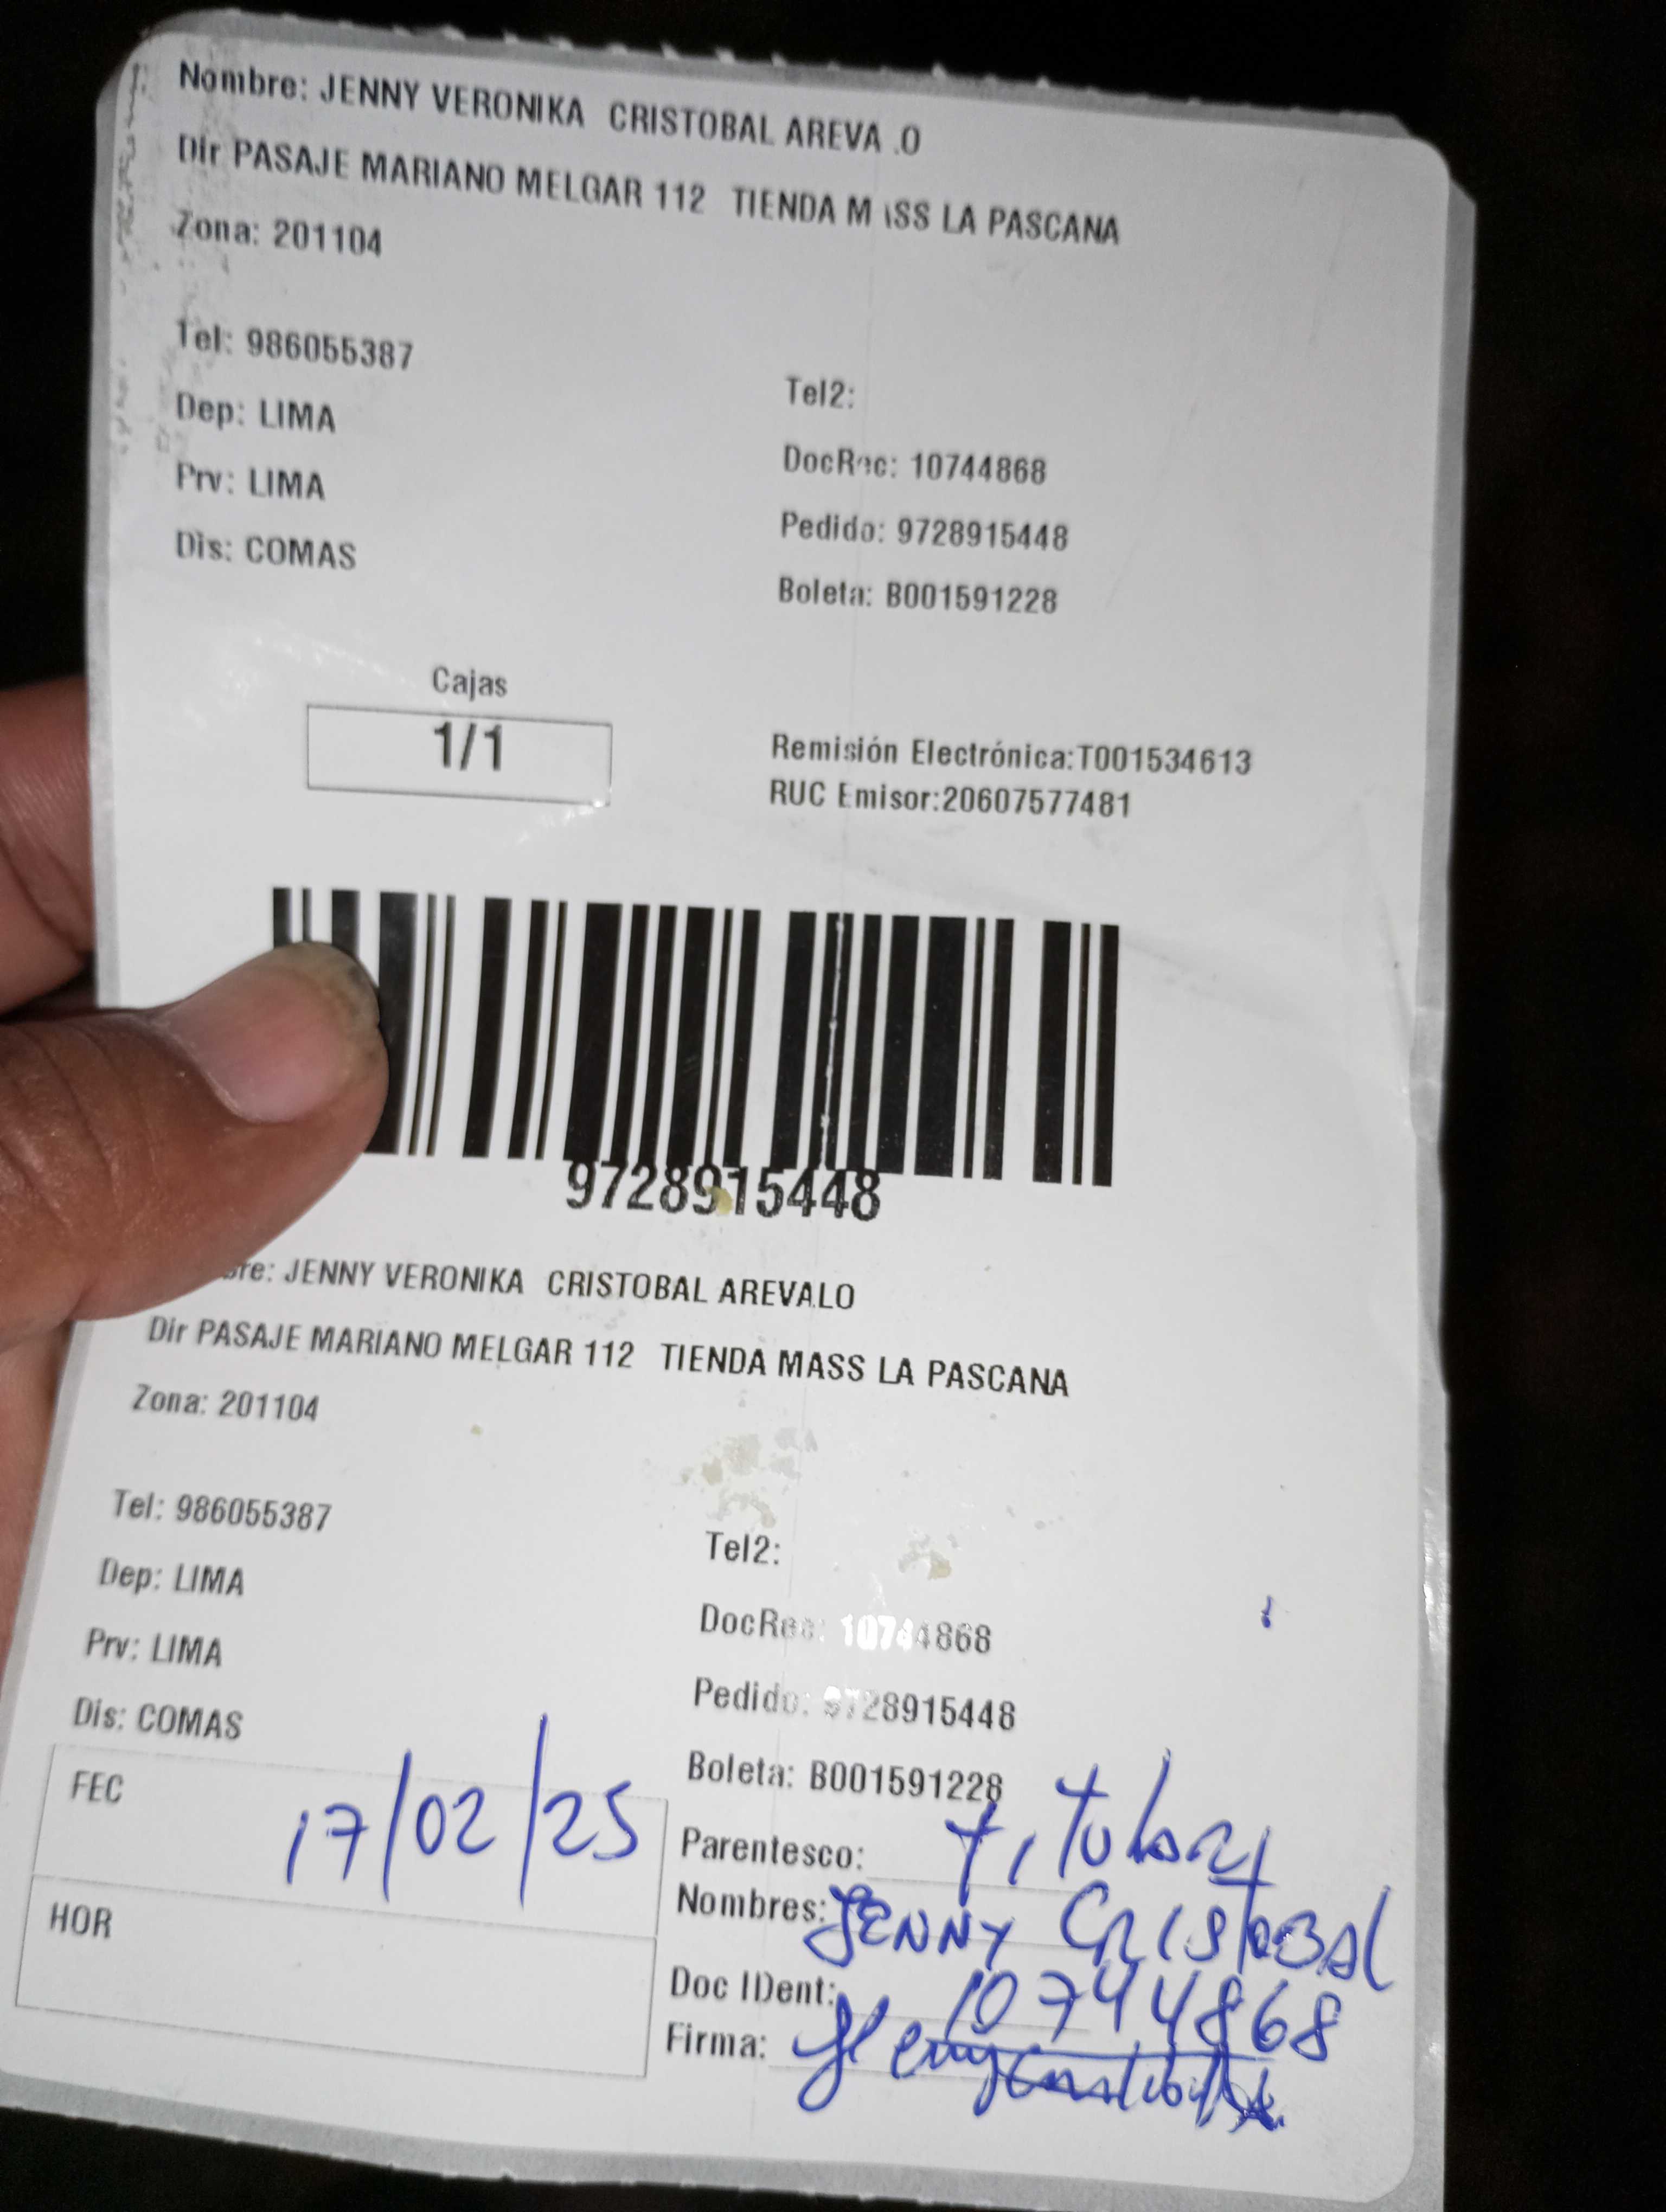 Nombre: JENNY VERONIKA CRISTOBAL AREVA .O
Dir PASAJE MARIANO MELGAR 112 TIENDA MASS LA PASCANA
Zona: 201104
Tel: 986055387
Tel2:
Dep: LIMA
DocRec: 10744868
Prv: LIMA
Pedido: 9728915448
Dis: COMAS
Boleta: B001591228
Cajas
1/1
Remisión Electrónica:T001534613
RUC Emisor:20607577481
9728915448
bre: JENNY VERONIKA CRISTOBAL AREVALO
Dir PASAJE MARIANO MELGAR 112 TIENDA MASS LA PASCANA
Zona: 201104
Tel: 986055387
Tel2:
Dep: LIMA
DocRec: 10744868
Prv: LIMA
Pedido: 9728915448
Dis: COMAS
Boleta: B001591228
FEC 17/02/25
Parentesco: titular
Nombres: JENNY CRISTOBAL
HOR
Doc IDent: 10744868
Firma: Jennycristobal